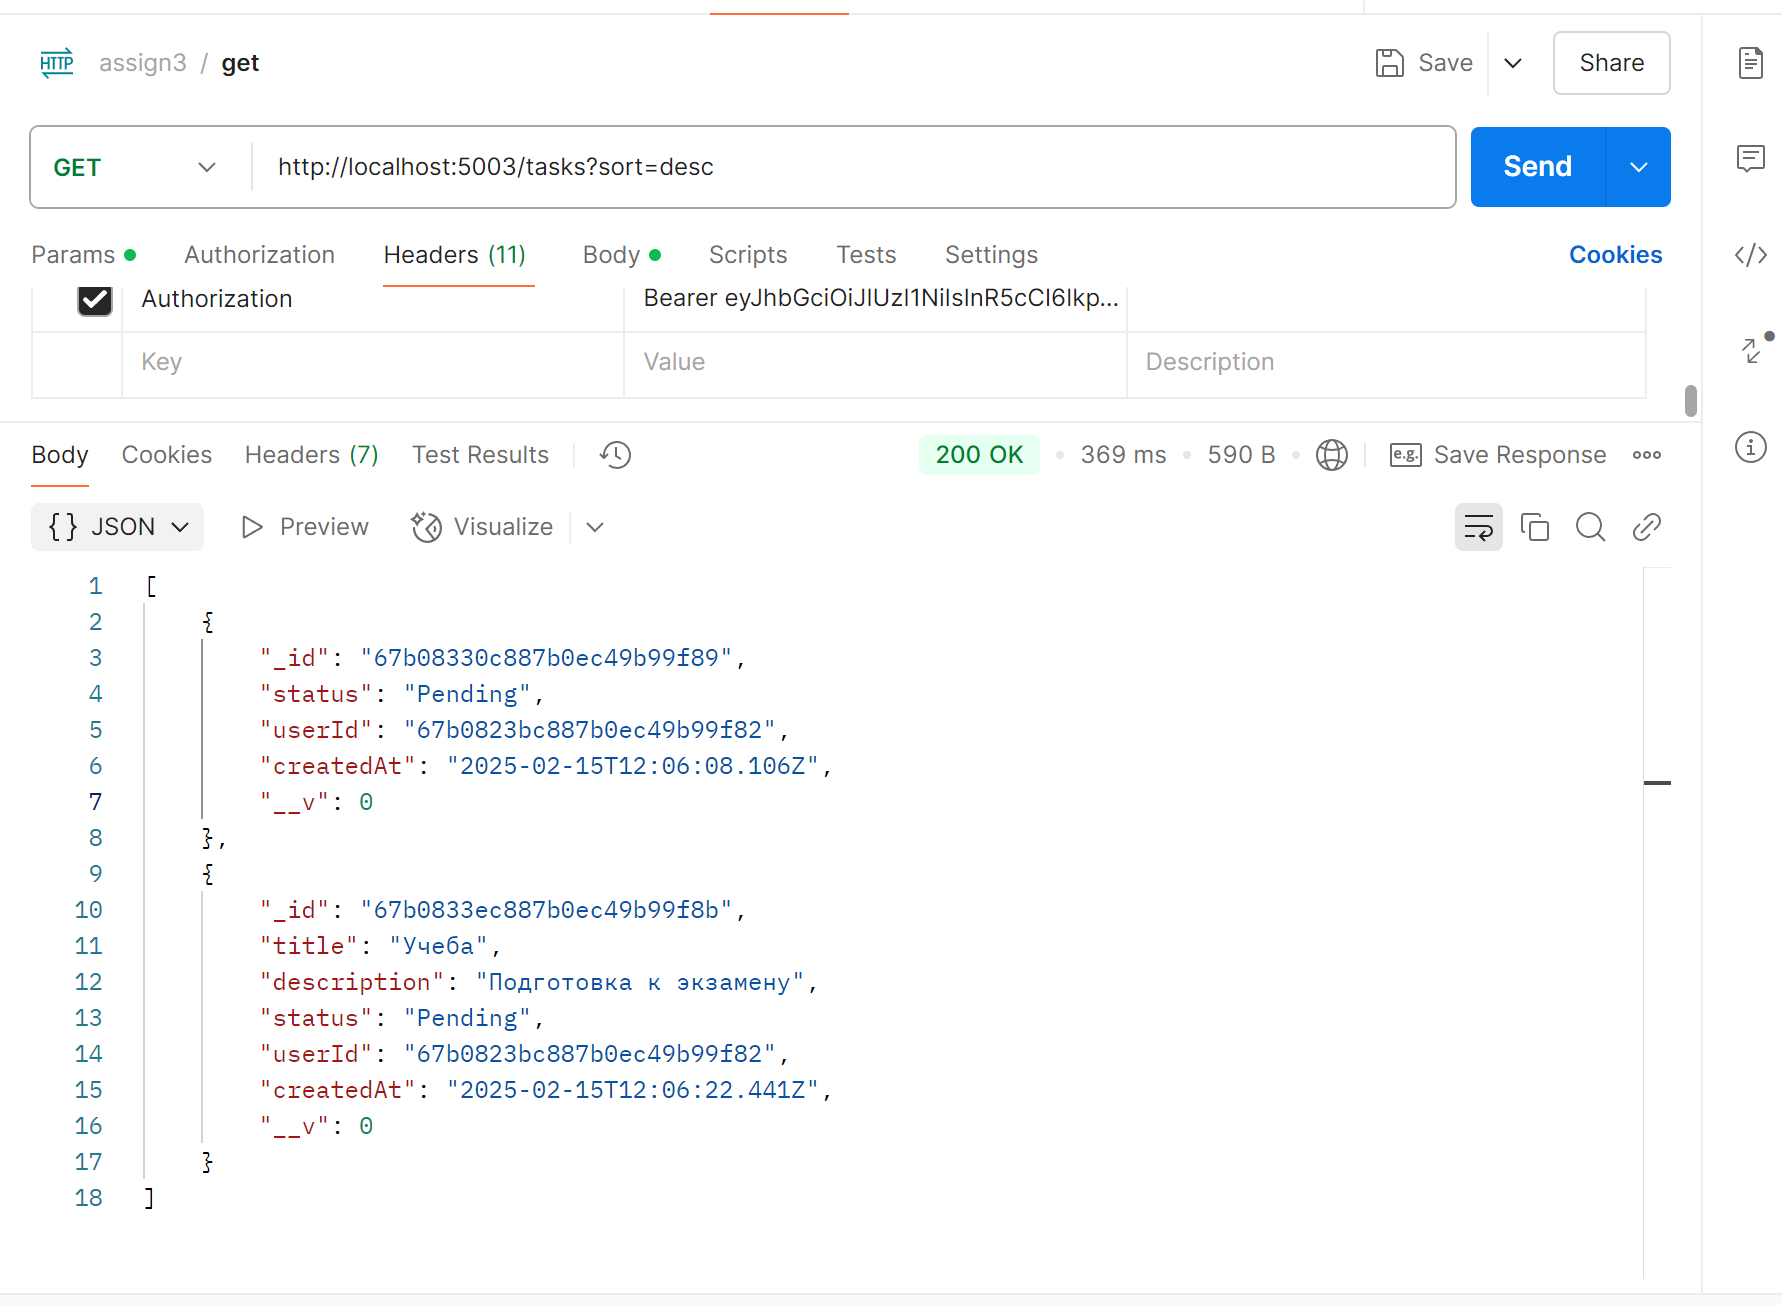 HTTP assign3 / get Save Share
GET http://localhost:5003/tasks?sort=desc Send
Params Authorization Headers (11) Body Scripts Tests Settings Cookies
Authorization Bearer eyJhbGciOiJIUzI1NiIsInR5cCI6Ikp...
Key Value Description
Body Cookies Headers (7) Test Results 200 OK 369 ms 590 B e.g. Save Response
{} JSON Preview Visualize
1 [
2 {
3 "_id": "67b08330c887b0ec49b99f89",
4 "status": "Pending",
5 "userId": "67b0823bc887b0ec49b99f82",
6 "createdAt": "2025-02-15T12:06:08.106Z",
7 "__v": 0
8 },
9 {
10 "_id": "67b0833ec887b0ec49b99f8b",
11 "title": "Учеба",
12 "description": "Подготовка к экзамену",
13 "status": "Pending",
14 "userId": "67b0823bc887b0ec49b99f82",
15 "createdAt": "2025-02-15T12:06:22.441Z",
16 "__v": 0
17 }
18 ]